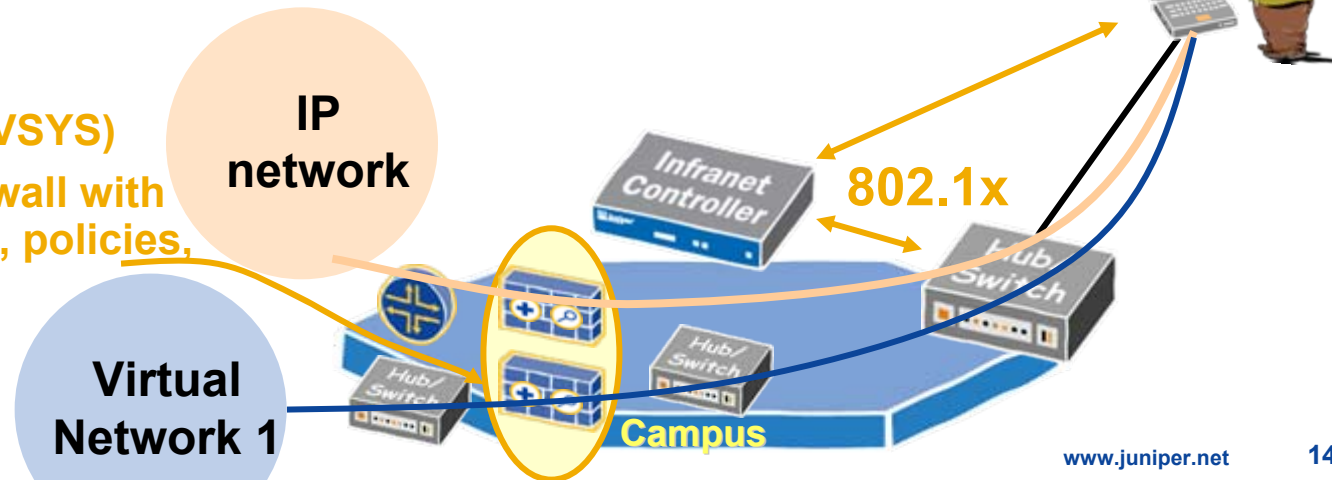 VSYS)
wall with
, policies,
IP
network
Infranet
Controller
802.1x
Hub
Switch
Hub/
Switch
Hub/
Switch
Virtual
Network 1
Campus
www.juniper.net
14